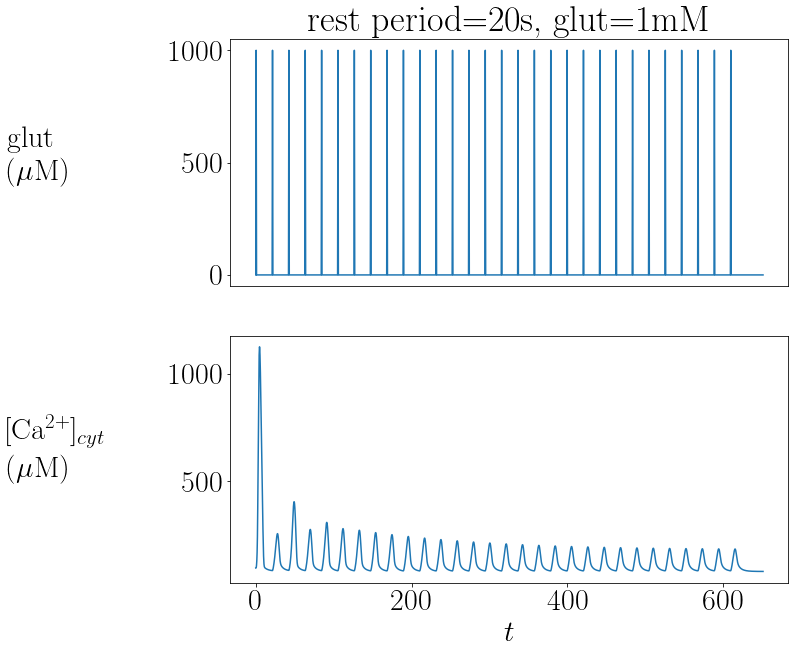 rest period=20s, glut=1mM
1000
500
0
glut
(μM)
1000
500
[Ca²⁺]cyt
(μM)
0 200 400 600
t